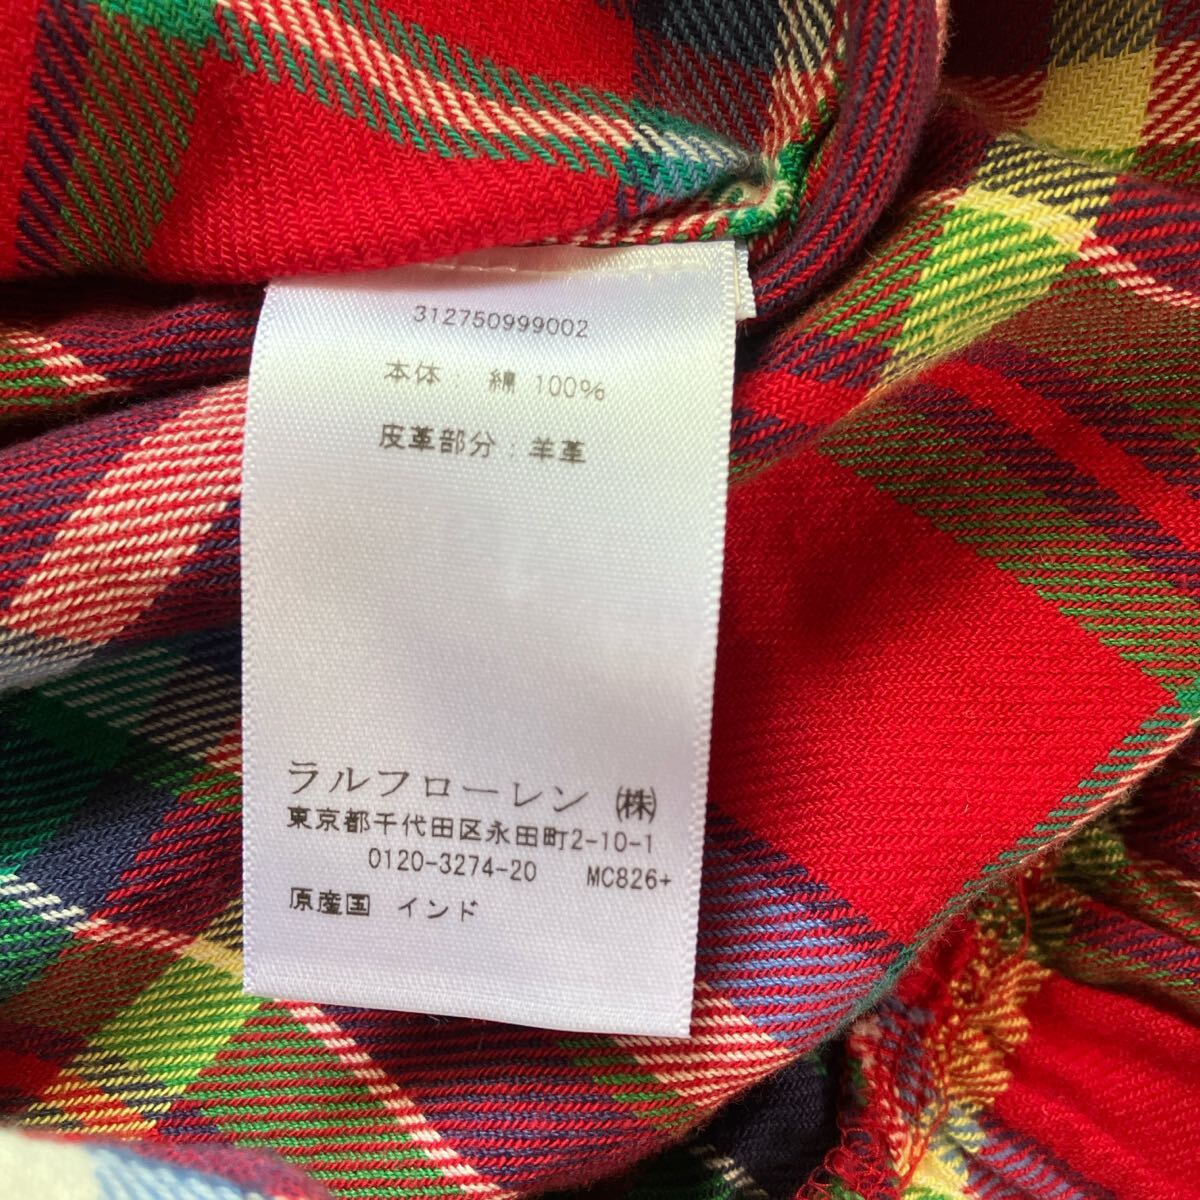 312750999002
本体： 綿 100%
皮革部分：羊革
ラルフローレン ㈱
東京都千代田区永田町2-10-1
0120-3274-20 MC826+
原産国 インド